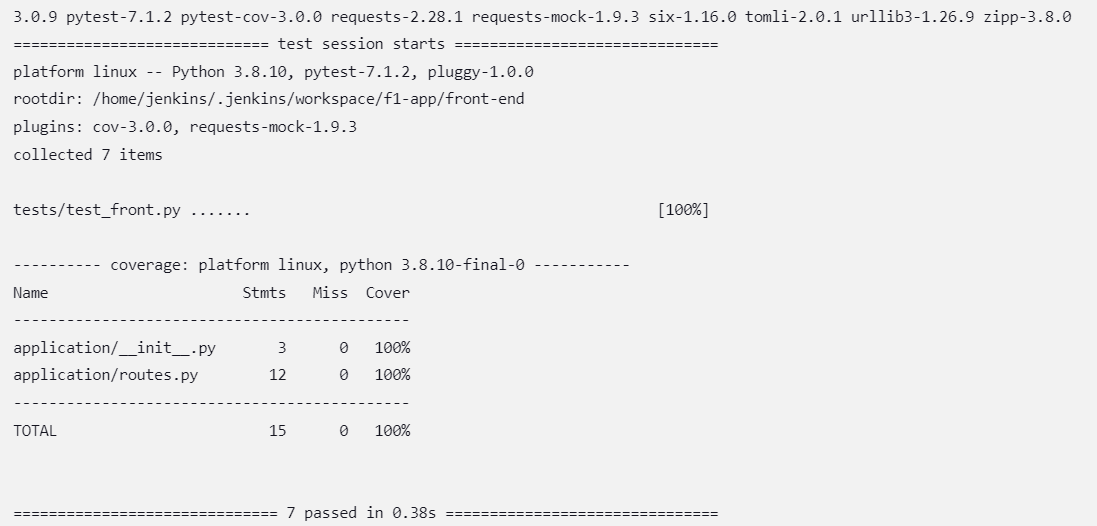 3.0.9 pytest-7.1.2 pytest-cov-3.0.0 requests-2.28.1 requests-mock-1.9.3 six-1.16.0 tomli-2.0.1 urllib3-1.26.9 zipp-3.8.0
============================= test session starts ==============================
platform linux -- Python 3.8.10, pytest-7.1.2, pluggy-1.0.0
rootdir: /home/jenkins/.jenkins/workspace/f1-app/front-end
plugins: cov-3.0.0, requests-mock-1.9.3
collected 7 items

tests/test_front.py .......                                              [100%]

---------- coverage: platform linux, python 3.8.10-final-0 -----------
Name                      Stmts   Miss  Cover
---------------------------------------------
application/__init__.py       3      0   100%
application/routes.py        12      0   100%
---------------------------------------------
TOTAL                        15      0   100%


============================== 7 passed in 0.38s ===============================